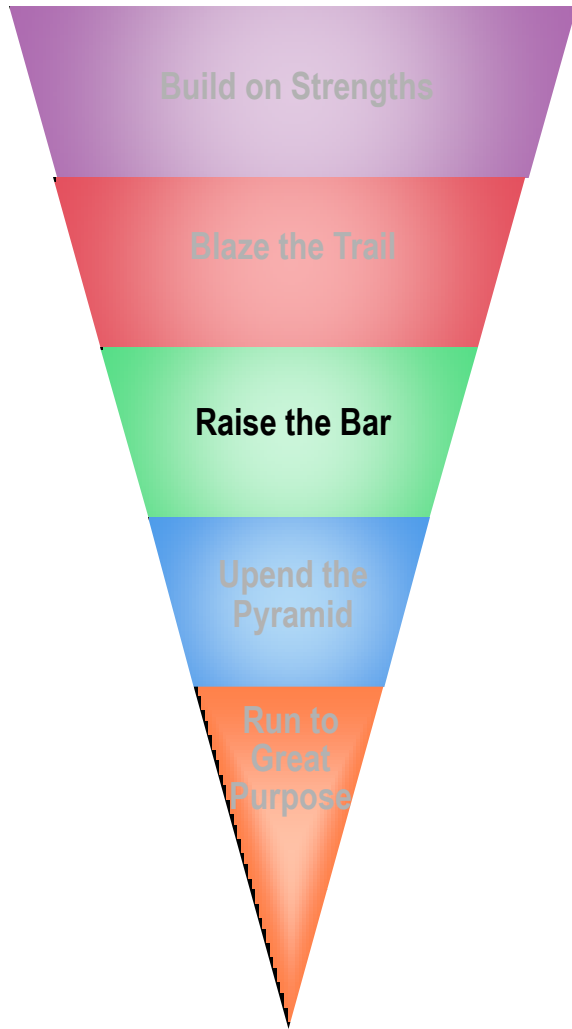 Build on Strengths
Blaze the Trail
Raise the Bar
Upend the
Pyramid
Run to
Great
Purpose